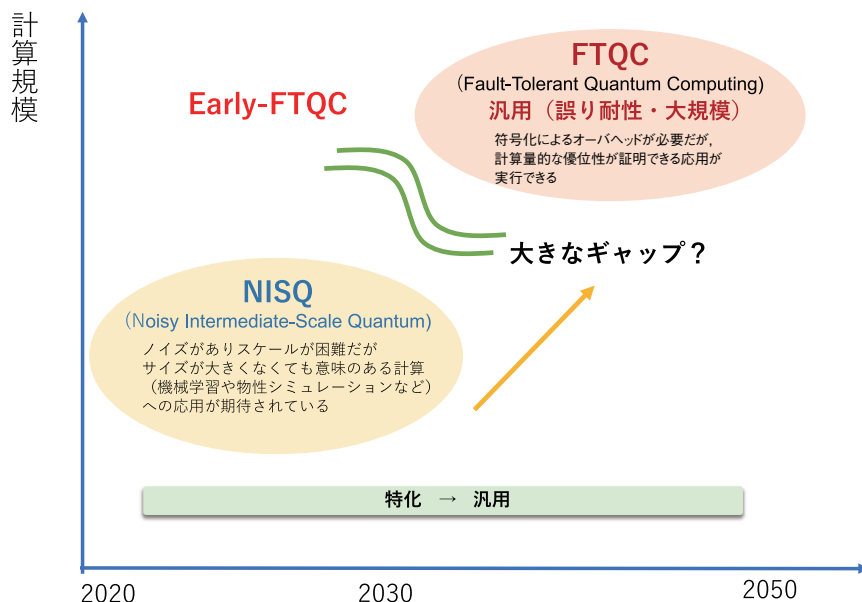 計算規模
FTQC
(Fault-Tolerant Quantum Computing)
汎用（誤り耐性・大規模）
符号化によるオーバヘッドが必要だが，
計算量的な優位性が証明できる応用が
実行できる
Early-FTQC
大きなギャップ？
NISQ
(Noisy Intermediate-Scale Quantum)
ノイズがありスケールが困難だが
サイズが大きくなくても意味のある計算
（機械学習や物性シミュレーションなど）
への応用が期待されている
特化 → 汎用
2020
2030
2050